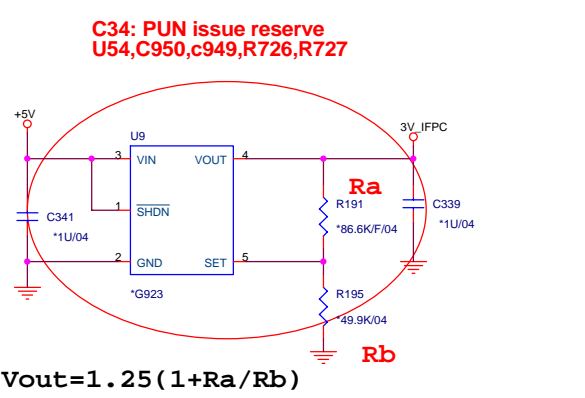 C34: PUN issue reserve
U54,C950,c949,R726,R727
+5V
3V_IFPC
U9
3 VIN VOUT 4
Ra
R191
C339
1 SHDN
C341
*1U/04
*86.6K/F/04
*1U/04
2 GND SET 5
*G923
R195
*49.9K/04
Rb
Vout=1.25(1+Ra/Rb)